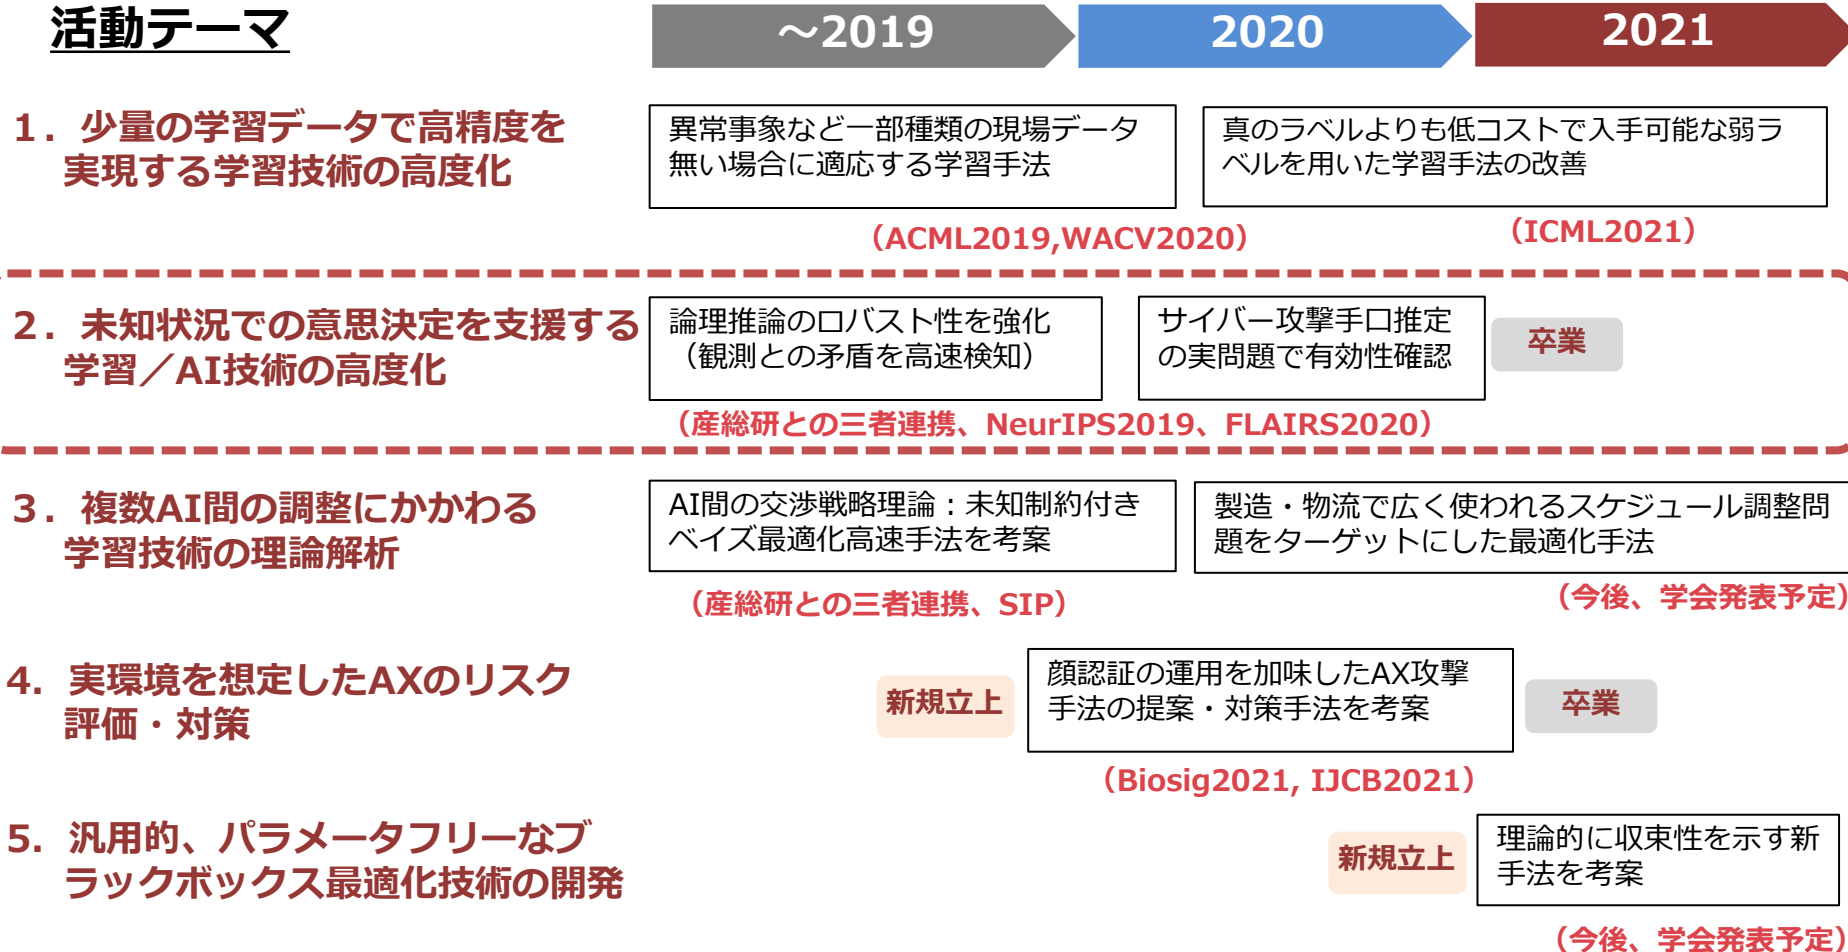 活動テーマ
～2019
2020
2021
1．少量の学習データで高精度を
実現する学習技術の高度化
異常事象など一部種類の現場データ
無い場合に適応する学習手法
真のラベルよりも低コストで入手可能な弱ラ
ベルを用いた学習手法の改善
（ACML2019,WACV2020）
（ICML2021）
2．未知状況での意思決定を支援する
学習／AI技術の高度化
論理推論のロバスト性を強化
（観測との矛盾を高速検知）
サイバー攻撃手口推定
の実問題で有効性確認
卒業
（産総研との三者連携、NeurIPS2019、FLAIRS2020）
3．複数AI間の調整にかかわる
学習技術の理論解析
AI間の交渉戦略理論：未知制約付き
ベイズ最適化高速手法を考案
製造・物流で広く使われるスケジュール調整問
題をターゲットにした最適化手法
（産総研との三者連携、SIP）
（今後、学会発表予定）
4．実環境を想定したAXのリスク
評価・対策
新規立上
顔認証の運用を加味したAX攻撃
手法の提案・対策手法を考案
卒業
（Biosig2021, IJCB2021）
5．汎用的、パラメータフリーなブ
ラックボックス最適化技術の開発
新規立上
理論的に収束性を示す新
手法を考案
（今後、学会発表予定）